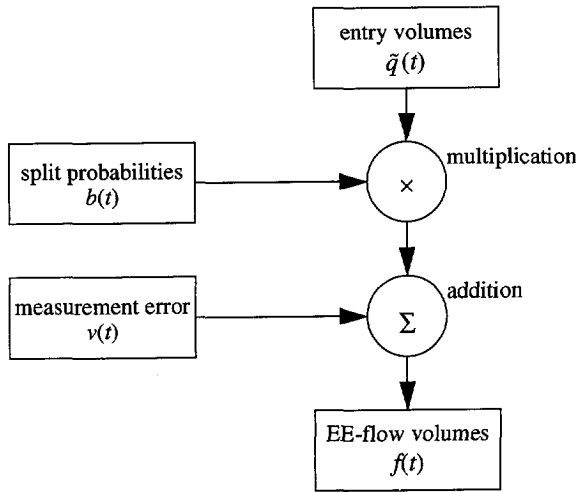 entry volumes
q̃(t)
multiplication
split probabilities
b(t)
×
addition
measurement error
v(t)
Σ
EE-flow volumes
f(t)